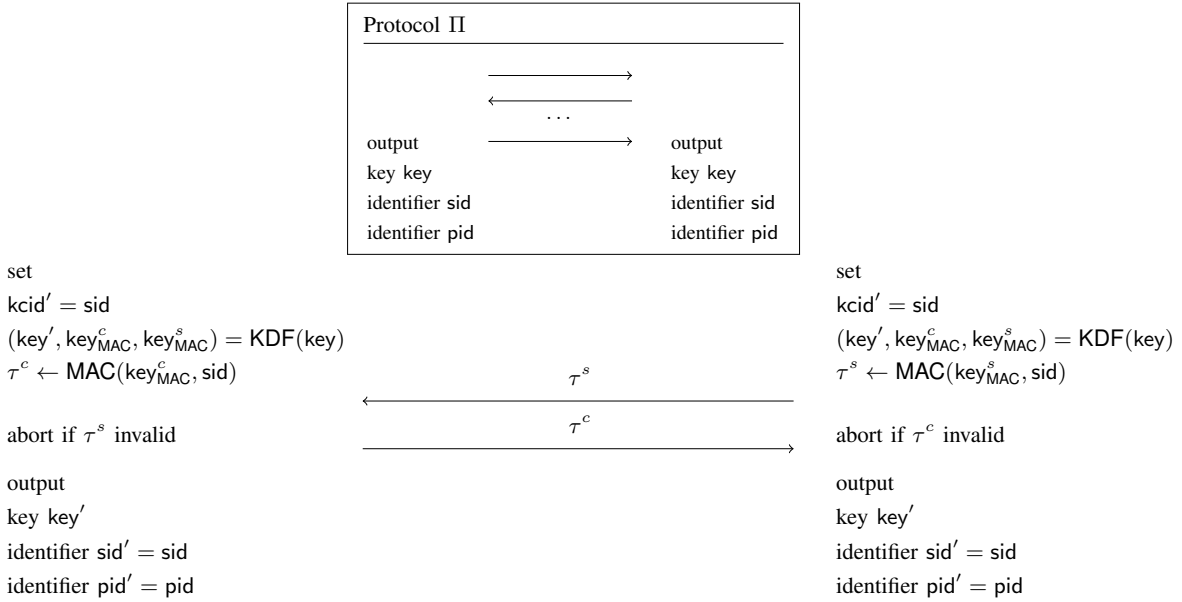 Protocol Π
. . .
output output
key key key key
identifier sid identifier sid
identifier pid identifier pid
set set
kcid′ = sid kcid′ = sid
(key′, key^c_MAC, key^s_MAC) = KDF(key) (key′, key^c_MAC, key^s_MAC) = KDF(key)
τ^c ← MAC(key^c_MAC, sid) τ^s ← MAC(key^s_MAC, sid)
τ^s
τ^c
abort if τ^s invalid abort if τ^c invalid
output output
key key′ key key′
identifier sid′ = sid identifier sid′ = sid
identifier pid′ = pid identifier pid′ = pid